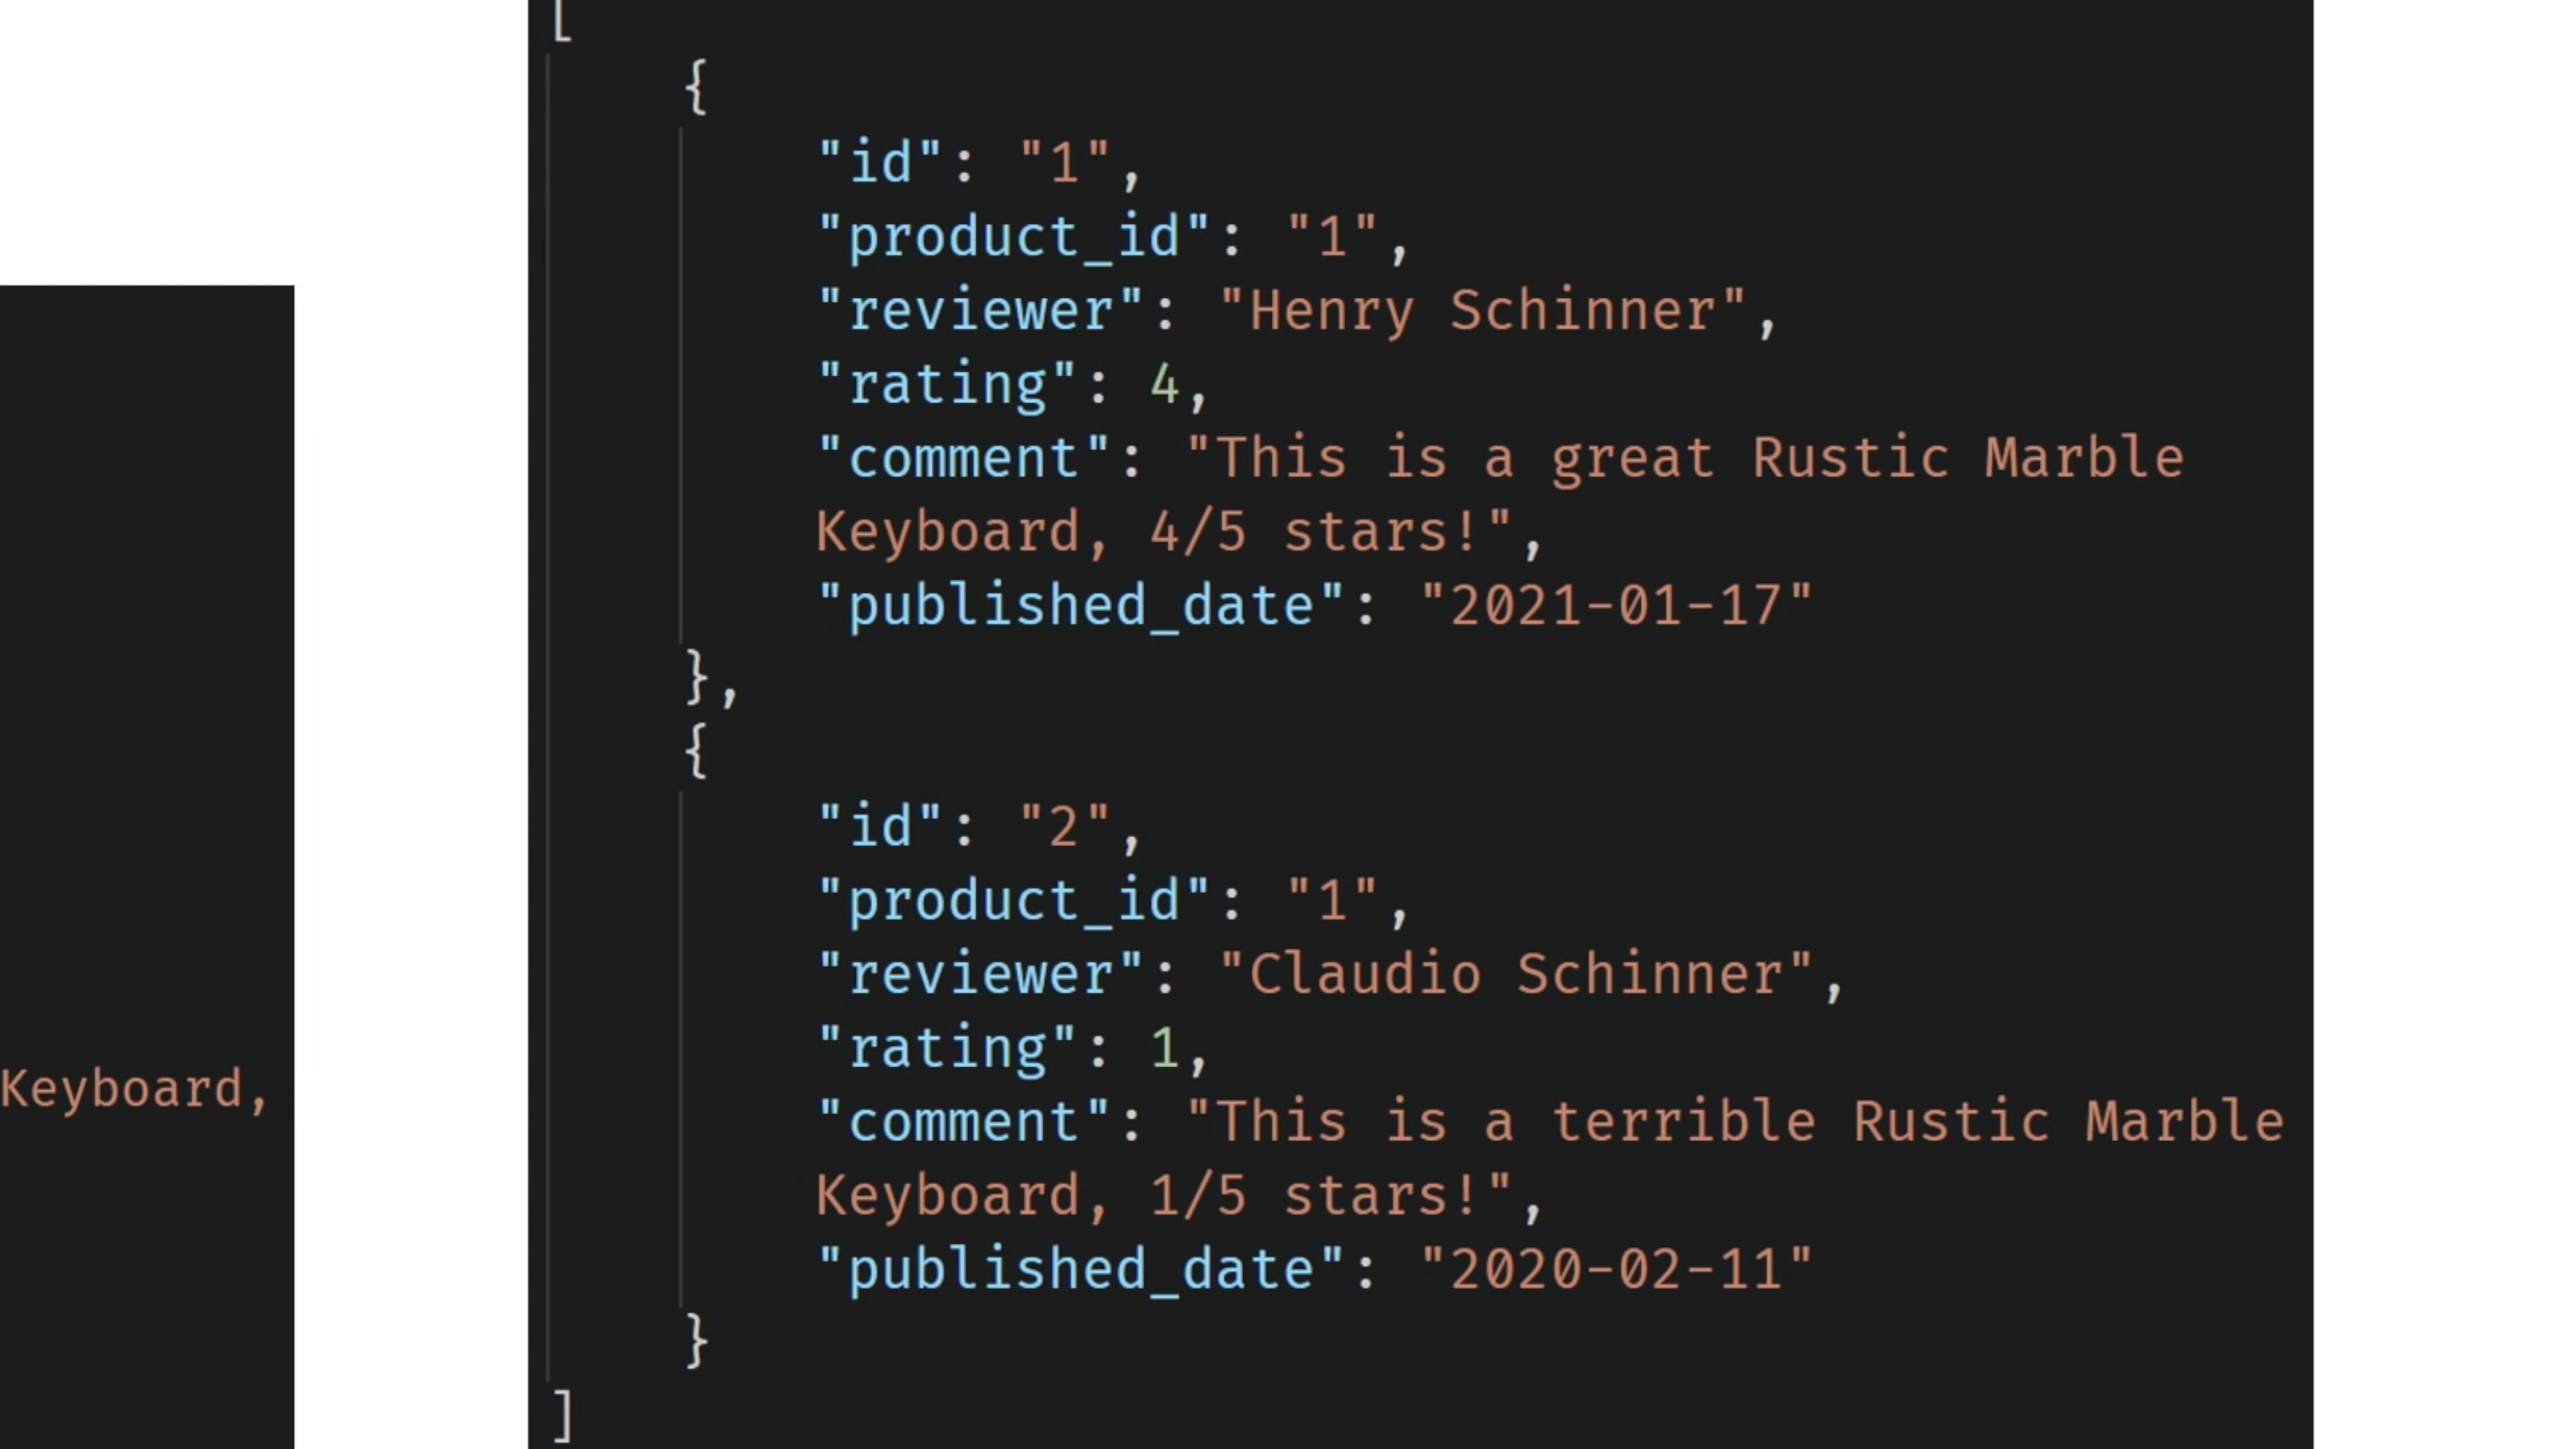 Keyboard,
[
{
"id": "1",
"product_id": "1",
"reviewer": "Henry Schinner",
"rating": 4,
"comment": "This is a great Rustic Marble
Keyboard, 4/5 stars!",
"published_date": "2021-01-17"
},
{
"id": "2",
"product_id": "1",
"reviewer": "Claudio Schinner",
"rating": 1,
"comment": "This is a terrible Rustic Marble
Keyboard, 1/5 stars!",
"published_date": "2020-02-11"
}
]